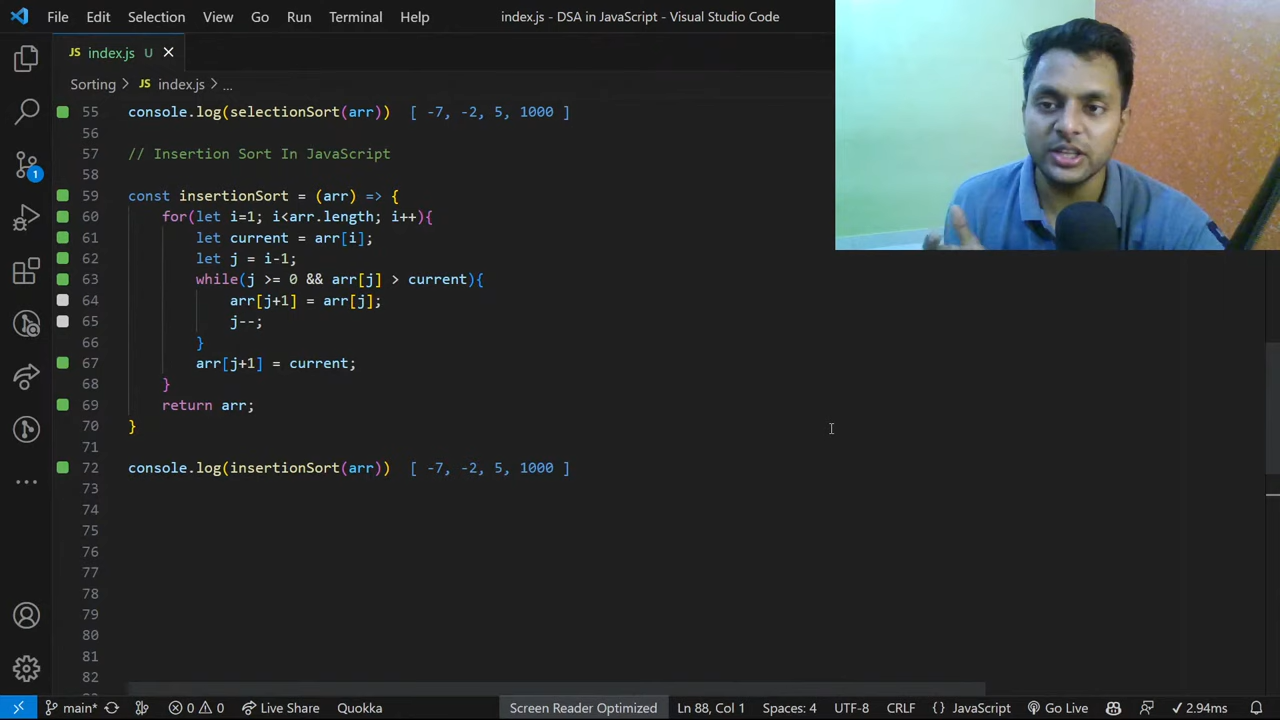 File Edit Selection View Go Run Terminal Help index.js - DSA in JavaScript - Visual Studio Code
JS index.js U
Sorting > JS index.js > ...
55 console.log(selectionSort(arr)) [ -7, -2, 5, 1000 ]
56
57 // Insertion Sort In JavaScript
58
59 const insertionSort = (arr) => {
60 for(let i=1; i<arr.length; i++){
61 let current = arr[i];
62 let j = i-1;
63 while(j >= 0 && arr[j] > current){
64 arr[j+1] = arr[j];
65 j--;
66 }
67 arr[j+1] = current;
68 }
69 return arr;
70 }
71
72 console.log(insertionSort(arr)) [ -7, -2, 5, 1000 ]
73
74
75
76
77
78
79
80
81
82
1
main* 0 0 Live Share Quokka Screen Reader Optimized Ln 88, Col 1 Spaces: 4 UTF-8 CRLF JavaScript Go Live 2.94ms